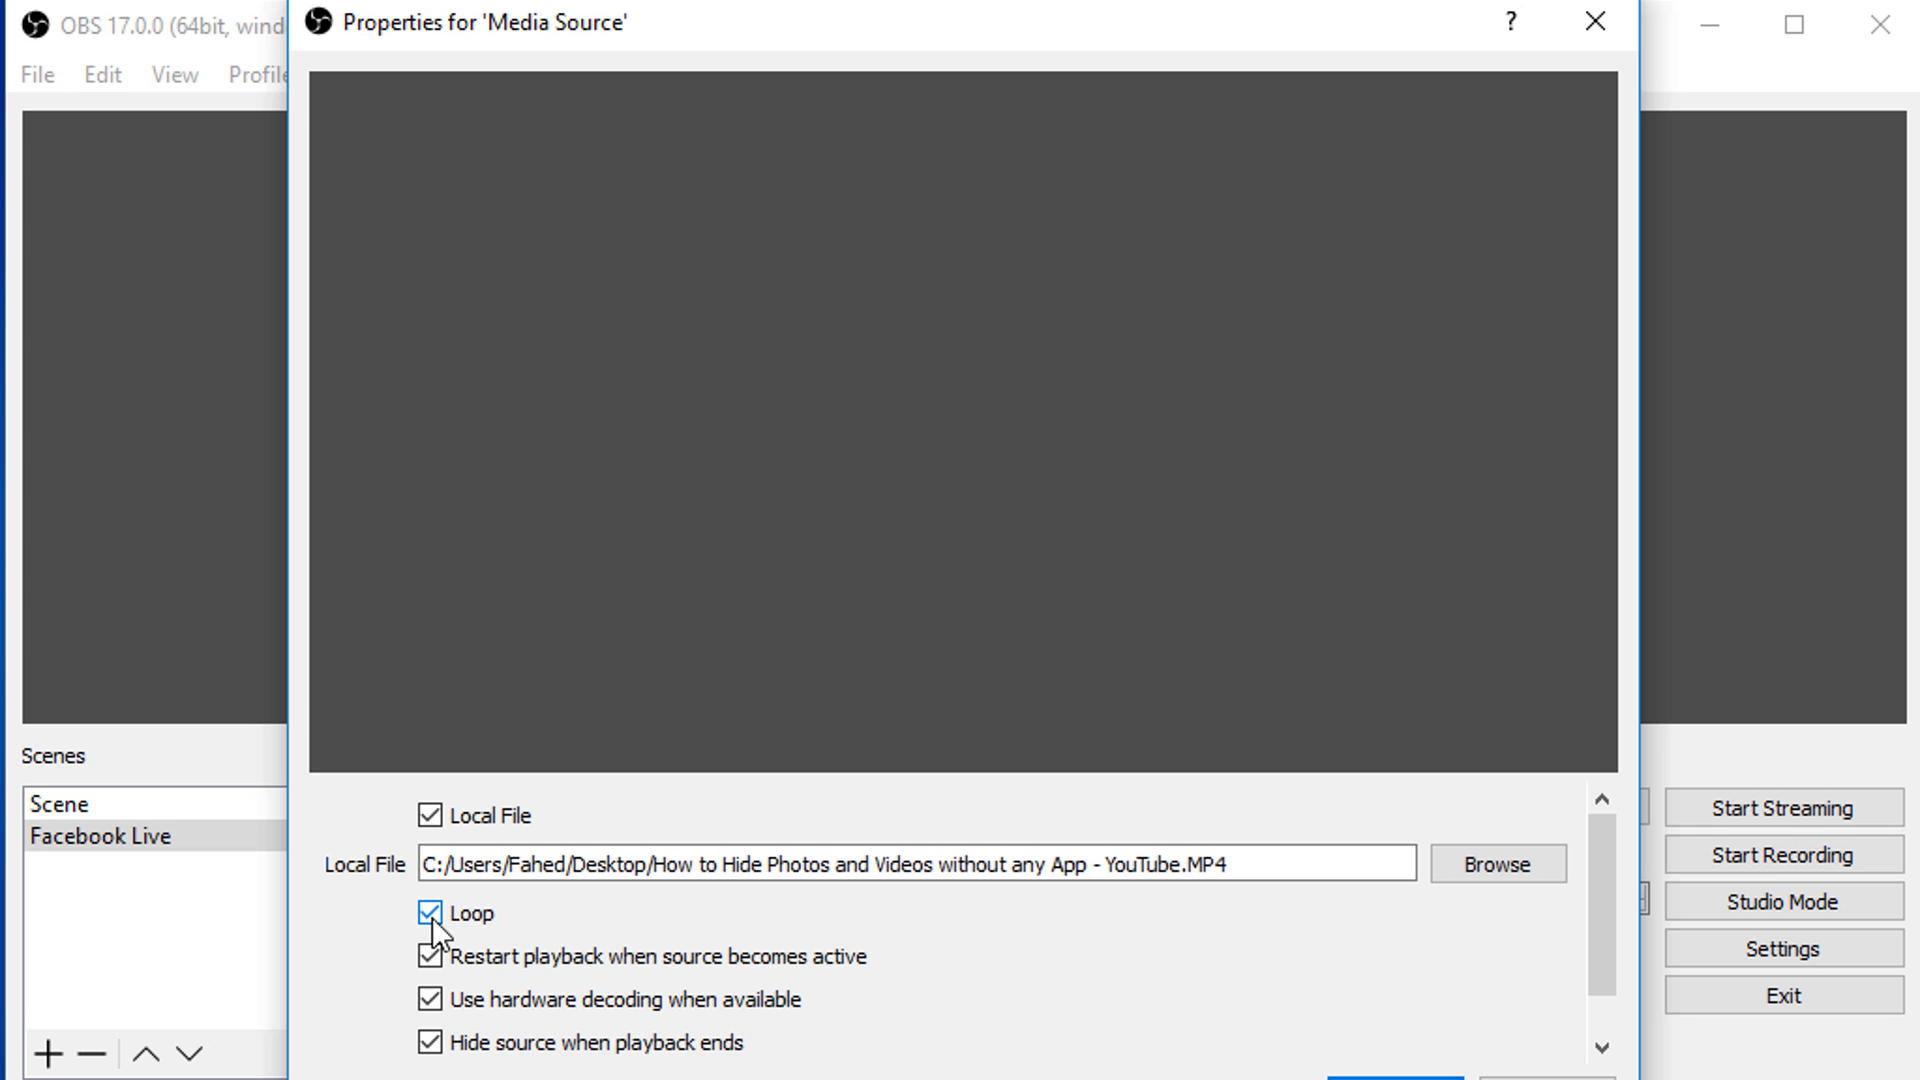 OBS 17.0.0 (64bit, wind
Properties for 'Media Source'
?
File Edit View Profile
Scenes
Scene
Facebook Live
Local File
Local File C:/Users/Fahed/Desktop/How to Hide Photos and Videos without any App - YouTube.MP4 Browse
Loop
Restart playback when source becomes active
Use hardware decoding when available
Hide source when playback ends
Start Streaming
Start Recording
Studio Mode
Settings
Exit